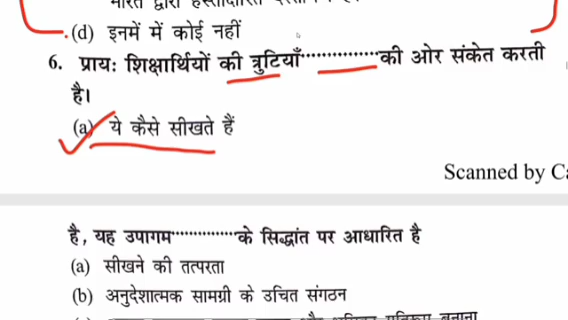 (d) इनमें में कोई नहीं
6. प्रायः शिक्षार्थियों की त्रुटियाँ··············की ओर संकेत करती
है।
(a) ये कैसे सीखते हैं
Scanned by Ca
है, यह उपागम··············के सिद्धांत पर आधारित है
(a) सीखने की तत्परता
(b) अनुदेशात्मक सामग्री के उचित संगठन